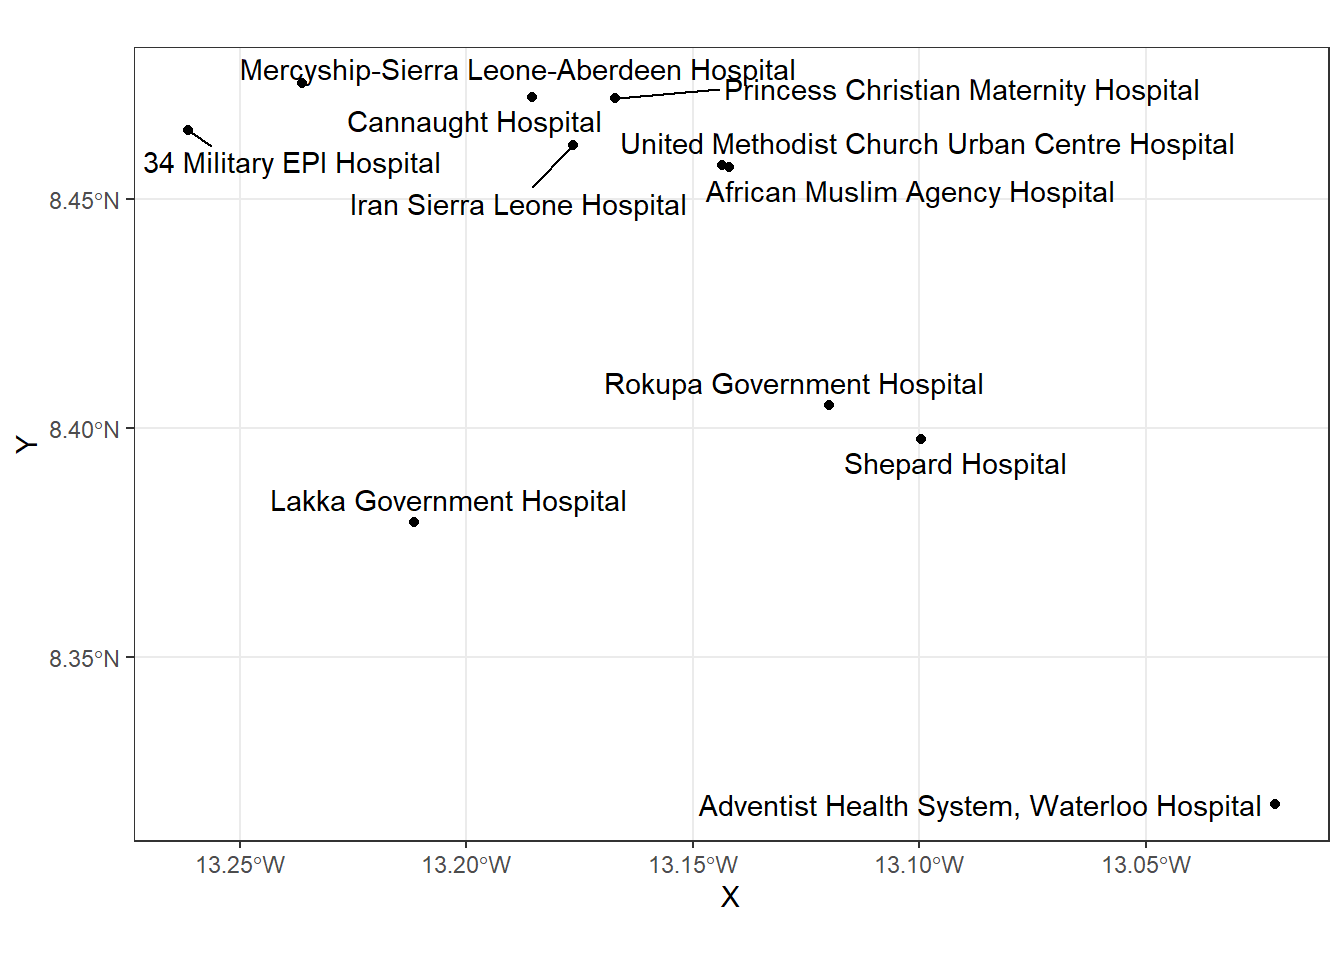 Mercyship-Sierra Leone-Aberdeen Hospital
Princess Christian Maternity Hospital
Cannaught Hospital
United Methodist Church Urban Centre Hospital
34 Military EPI Hospital
African Muslim Agency Hospital
Iran Sierra Leone Hospital
8.45°N
Rokupa Government Hospital
8.40°N
Y
Shepard Hospital
Lakka Government Hospital
8.35°N
Adventist Health System, Waterloo Hospital
13.25°W
13.20°W
13.15°W
13.10°W
13.05°W
X